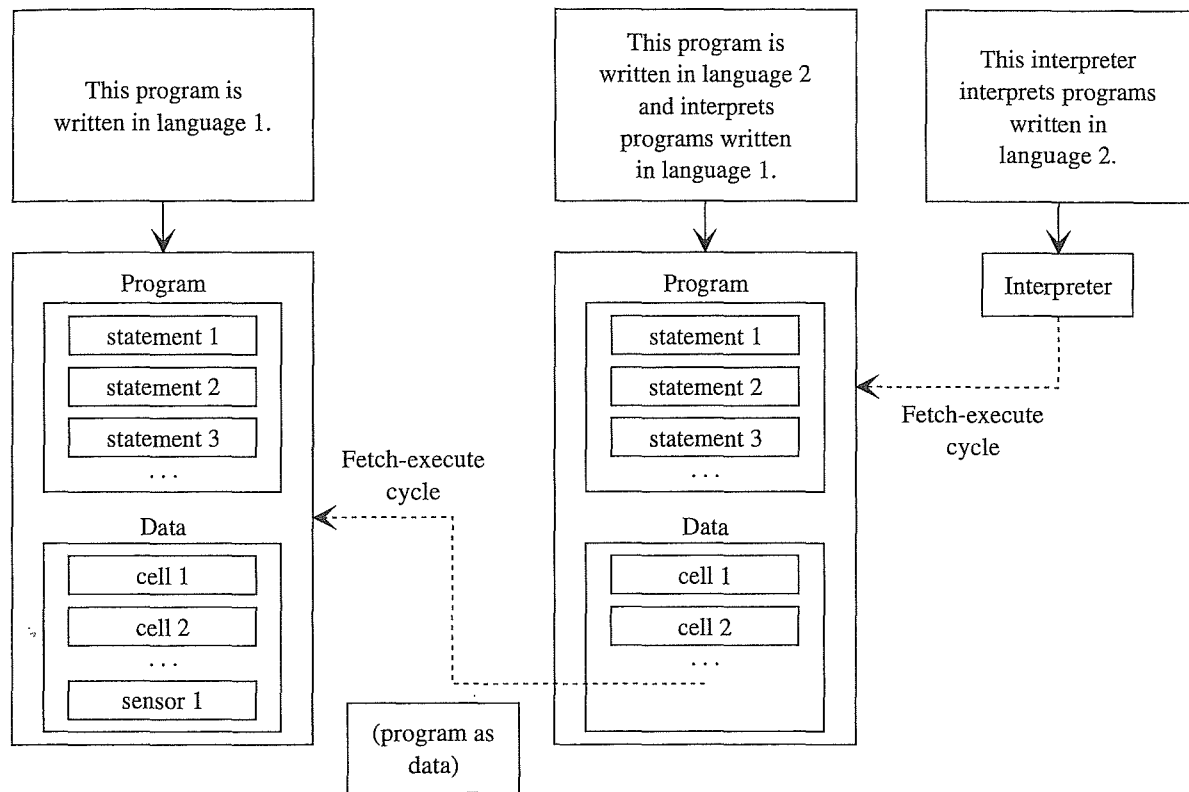 This program is
written in language 1.
This program is
written in language 2
and interprets
programs written
in language 1.
This interpreter
interprets programs
written in
language 2.
Program
statement 1
statement 2
statement 3
...
Data
cell 1
cell 2
...
sensor 1
Fetch-execute
cycle
(program as
data)
Program
statement 1
statement 2
statement 3
...
Data
cell 1
cell 2
...
Interpreter
Fetch-execute
cycle